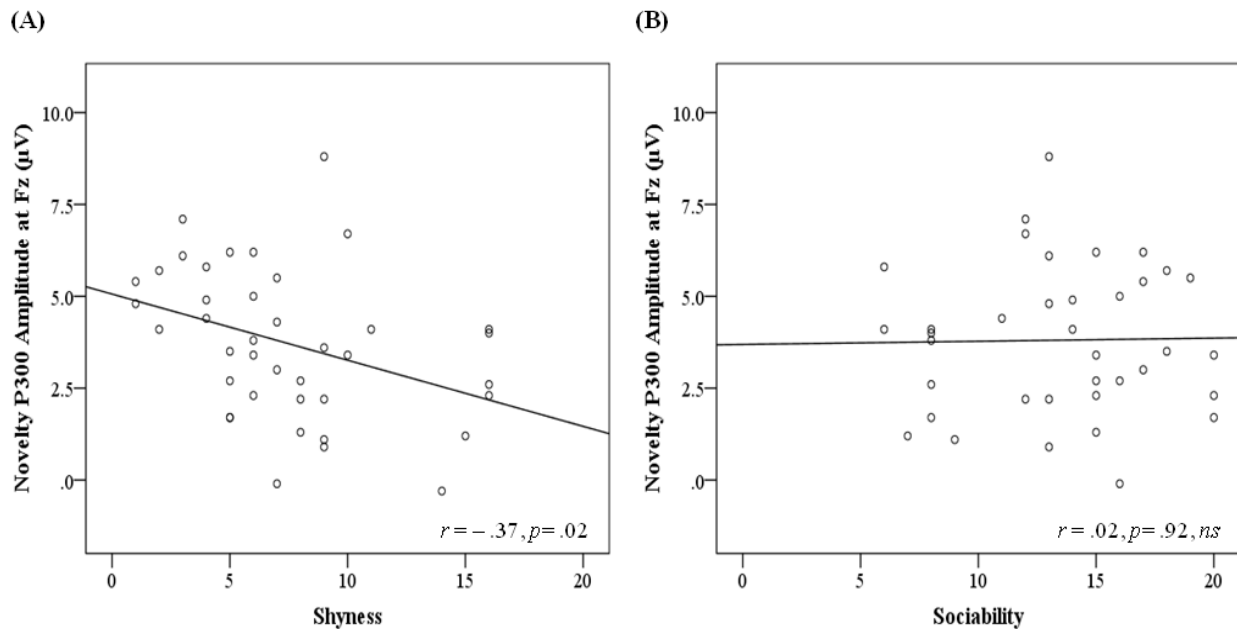 (A)
Novelty P300 Amplitude at Fz (µV)
10.0
7.5
5.0
2.5
.0
r = – .37, p = .02
0 5 10 15 20
Shyness
(B)
Novelty P300 Amplitude at Fz (µV)
10.0
7.5
5.0
2.5
.0
r = .02, p = .92, ns
0 5 10 15 20
Sociability